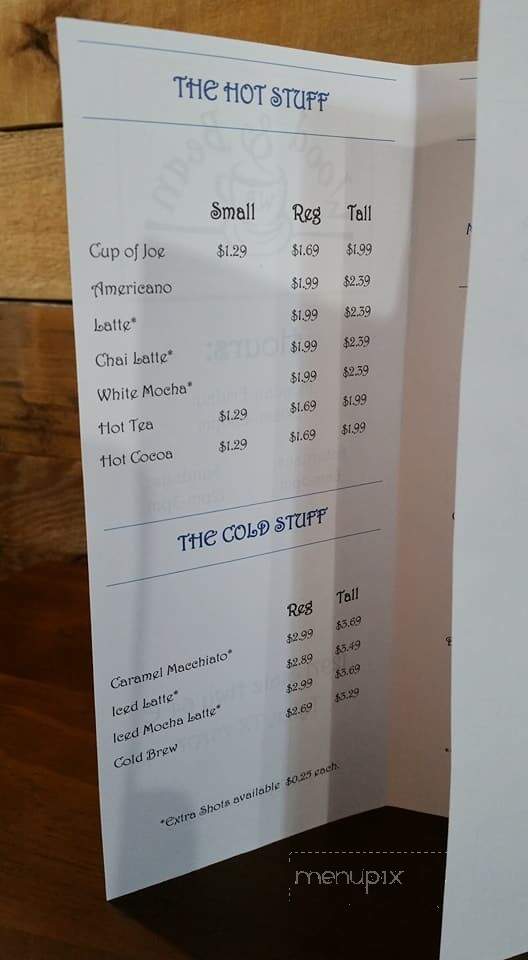 THE HOT STUFF
Small Reg Tall
Cup of Joe $1.29 $1.69 $1.99
Americano $1.99 $2.39
Latte* $1.99 $2.39
Chai Latte* $1.99 $2.39
White Mocha* $1.99 $2.39
Hot Tea $1.29 $1.69 $1.99
Hot Cocoa $1.29 $1.69 $1.99
THE COLD STUFF
Reg Tall
Caramel Macchiato* $2.99 $3.69
Iced Latte* $2.89 $3.49
Iced Mocha Latte* $2.99 $3.69
Cold Brew $2.69 $3.29
*Extra Shots available $0.25 each.
menupix